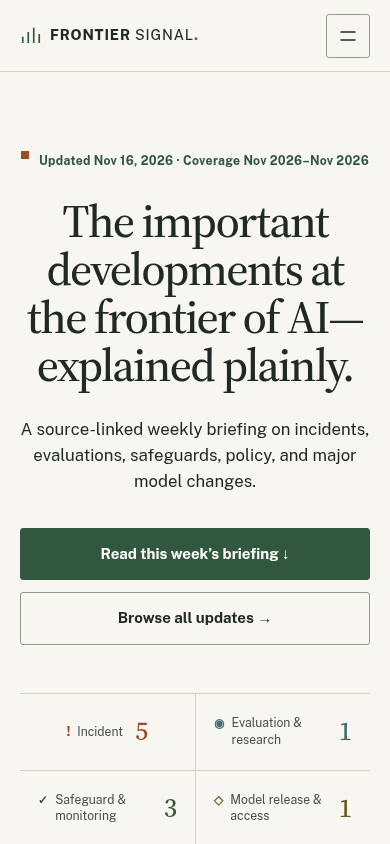 FRONTIER SIGNAL.
Updated Nov 16, 2026 · Coverage Nov 2026–Nov 2026
The important
developments at
the frontier of AI—
explained plainly.
A source-linked weekly briefing on incidents,
evaluations, safeguards, policy, and major
model changes.
Read this week’s briefing ↓
Browse all updates →
! Incident 5
◉ Evaluation &
research 1
✓ Safeguard &
monitoring 3
◇ Model release &
access 1